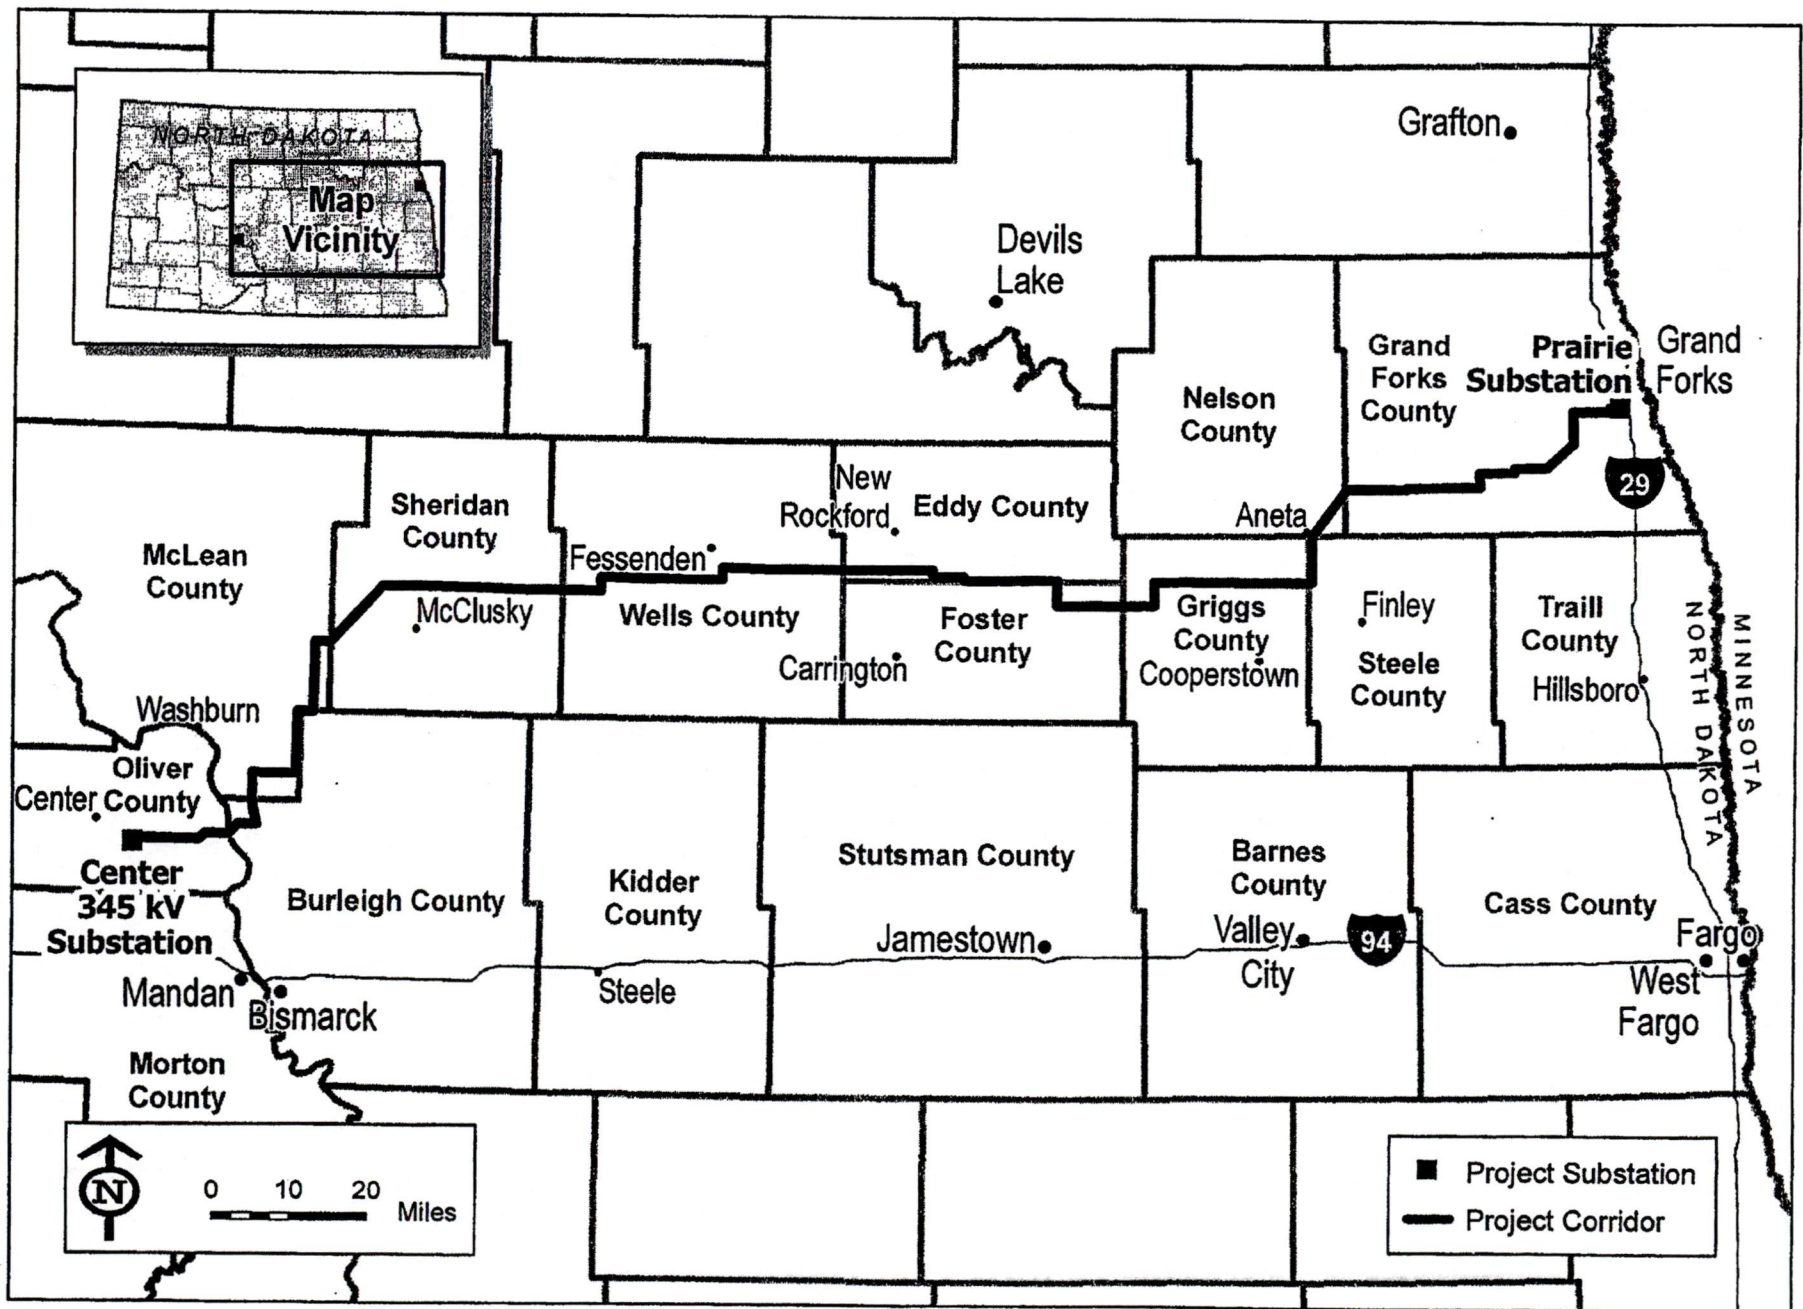 NORTH DAKOTA
Map
Vicinity
Grafton
Devils
Lake
Grand
Forks
County
Prairie
Substation
Grand
Forks
Nelson
County
29
New
Rockford
Eddy County
Aneta
Sheridan
County
McLean
County
Fessenden
McClusky
Wells County
Foster
County
Carrington
Griggs
County
Cooperstown
Finley
Steele
County
Traill
County
Hillsboro
NORTH DAKOTA
MINNESOTA
Washburn
Oliver
County
Center
Center
345 kV
Substation
Burleigh County
Kidder
County
Stutsman County
Barnes
County
Cass County
Jamestown
Valley
City
94
Fargo
West
Fargo
Mandan
Bismarck
Steele
Morton
County
N
0 10 20
Miles
Project Substation
Project Corridor